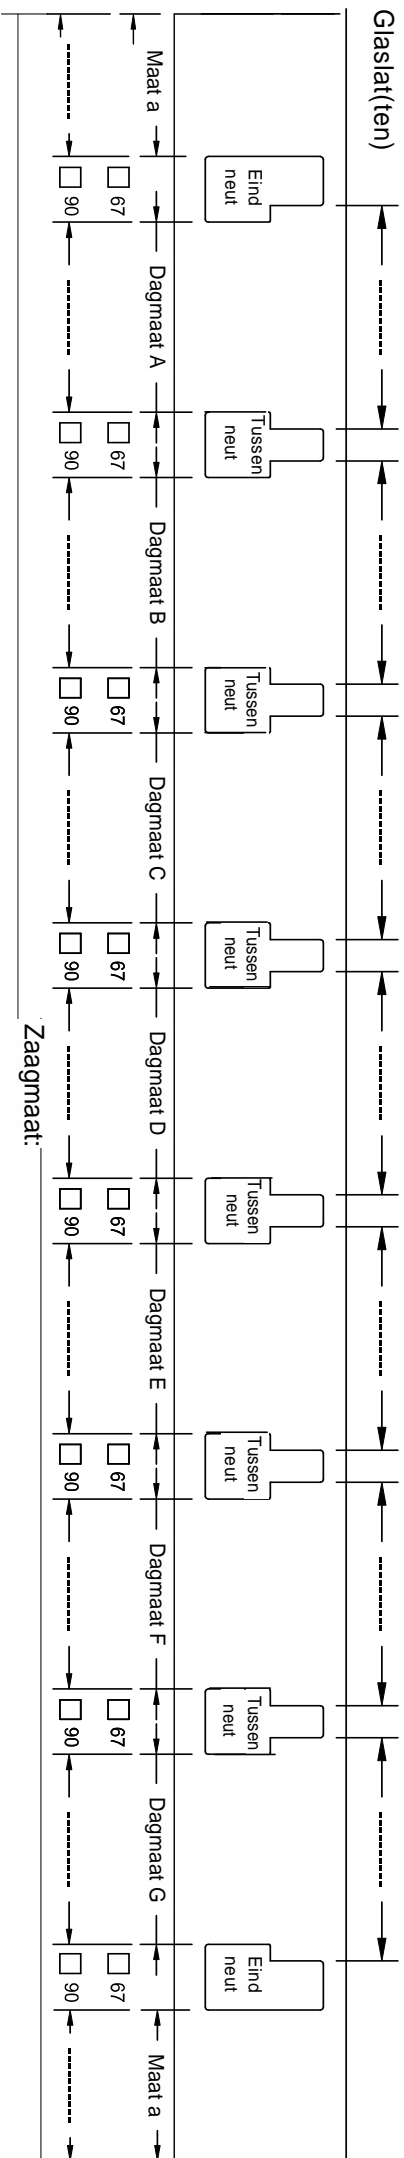 Glaslat(ten)
Maat a
Eind
neut
67
90
Dagmaat A
Tussen
neut
67
90
Dagmaat B
Tussen
neut
67
90
Dagmaat C
Tussen
neut
67
90
Dagmaat D
Tussen
neut
67
90
Dagmaat E
Tussen
neut
67
90
Dagmaat F
Tussen
neut
67
90
Dagmaat G
Eind
neut
67
90
Maat a
Zaagmaat: